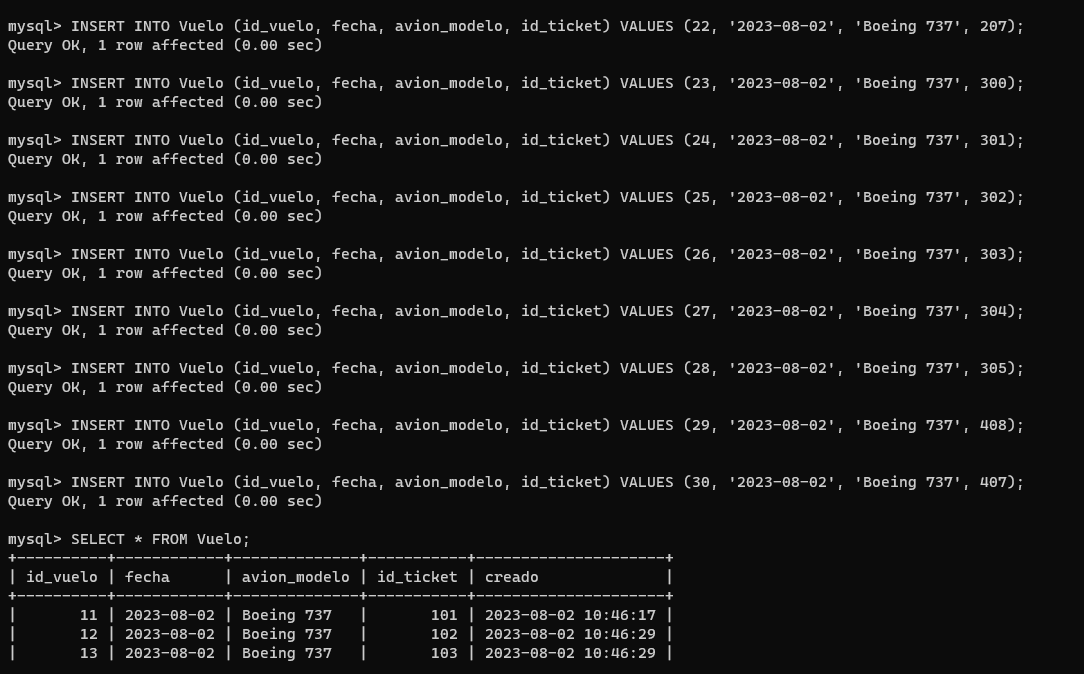 mysql> INSERT INTO Vuelo (id_vuelo, fecha, avion_modelo, id_ticket) VALUES (22, '2023-08-02', 'Boeing 737', 207);
Query OK, 1 row affected (0.00 sec)
mysql> INSERT INTO Vuelo (id_vuelo, fecha, avion_modelo, id_ticket) VALUES (23, '2023-08-02', 'Boeing 737', 300);
Query OK, 1 row affected (0.00 sec)
mysql> INSERT INTO Vuelo (id_vuelo, fecha, avion_modelo, id_ticket) VALUES (24, '2023-08-02', 'Boeing 737', 301);
Query OK, 1 row affected (0.00 sec)
mysql> INSERT INTO Vuelo (id_vuelo, fecha, avion_modelo, id_ticket) VALUES (25, '2023-08-02', 'Boeing 737', 302);
Query OK, 1 row affected (0.00 sec)
mysql> INSERT INTO Vuelo (id_vuelo, fecha, avion_modelo, id_ticket) VALUES (26, '2023-08-02', 'Boeing 737', 303);
Query OK, 1 row affected (0.00 sec)
mysql> INSERT INTO Vuelo (id_vuelo, fecha, avion_modelo, id_ticket) VALUES (27, '2023-08-02', 'Boeing 737', 304);
Query OK, 1 row affected (0.00 sec)
mysql> INSERT INTO Vuelo (id_vuelo, fecha, avion_modelo, id_ticket) VALUES (28, '2023-08-02', 'Boeing 737', 305);
Query OK, 1 row affected (0.00 sec)
mysql> INSERT INTO Vuelo (id_vuelo, fecha, avion_modelo, id_ticket) VALUES (29, '2023-08-02', 'Boeing 737', 408);
Query OK, 1 row affected (0.00 sec)
mysql> INSERT INTO Vuelo (id_vuelo, fecha, avion_modelo, id_ticket) VALUES (30, '2023-08-02', 'Boeing 737', 407);
Query OK, 1 row affected (0.00 sec)
mysql> SELECT * FROM Vuelo;
+----------+------------+--------------+-----------+---------------------+
| id_vuelo | fecha      | avion_modelo | id_ticket | creado              |
+----------+------------+--------------+-----------+---------------------+
|       11 | 2023-08-02 | Boeing 737   |       101 | 2023-08-02 10:46:17 |
|       12 | 2023-08-02 | Boeing 737   |       102 | 2023-08-02 10:46:29 |
|       13 | 2023-08-02 | Boeing 737   |       103 | 2023-08-02 10:46:29 |